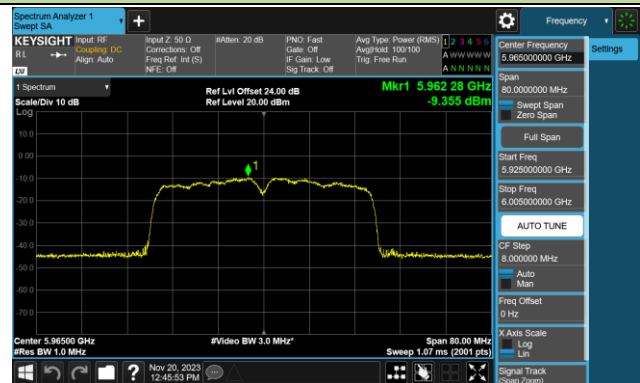 Spectrum Analyzer 1
Swept SA
Frequency
KEYSIGHT
RL
Input: RF
Coupling: DC
Align: Auto
Input Z: 50 Ω
Corrections: Off
Freq Ref: Int (S)
NFE: Off
#Atten: 20 dB
PNO: Fast
Gate: Off
IF Gain: Low
Sig Track: Off
Avg Type: Power (RMS)
Avg|Hold: 100/100
Trig: Free Run
1 2 3 4 5 6
A W W W W W
A N N N N N
LXI
1 Spectrum
Scale/Div 10 dB
Log
Ref Lvl Offset 24.00 dB
Ref Level 20.00 dBm
Mkr1 5.962 28 GHz
-9.355 dBm
1
10.0
0.00
-10.0
-20.0
-30.0
-40.0
-50.0
-60.0
-70.0
Center 5.96500 GHz
#Res BW 1.0 MHz
#Video BW 3.0 MHz*
Span 80.00 MHz
Sweep 1.07 ms (2001 pts)
Nov 20, 2023
12:45:53 PM
Center Frequency
5.965000000 GHz
Settings
Span
80.0000000 MHz
Swept Span
Zero Span
Full Span
Start Freq
5.925000000 GHz
Stop Freq
6.005000000 GHz
AUTO TUNE
CF Step
8.000000 MHz
Auto
Man
Freq Offset
0 Hz
X Axis Scale
Log
Lin
Signal Track
(Span Zoom)